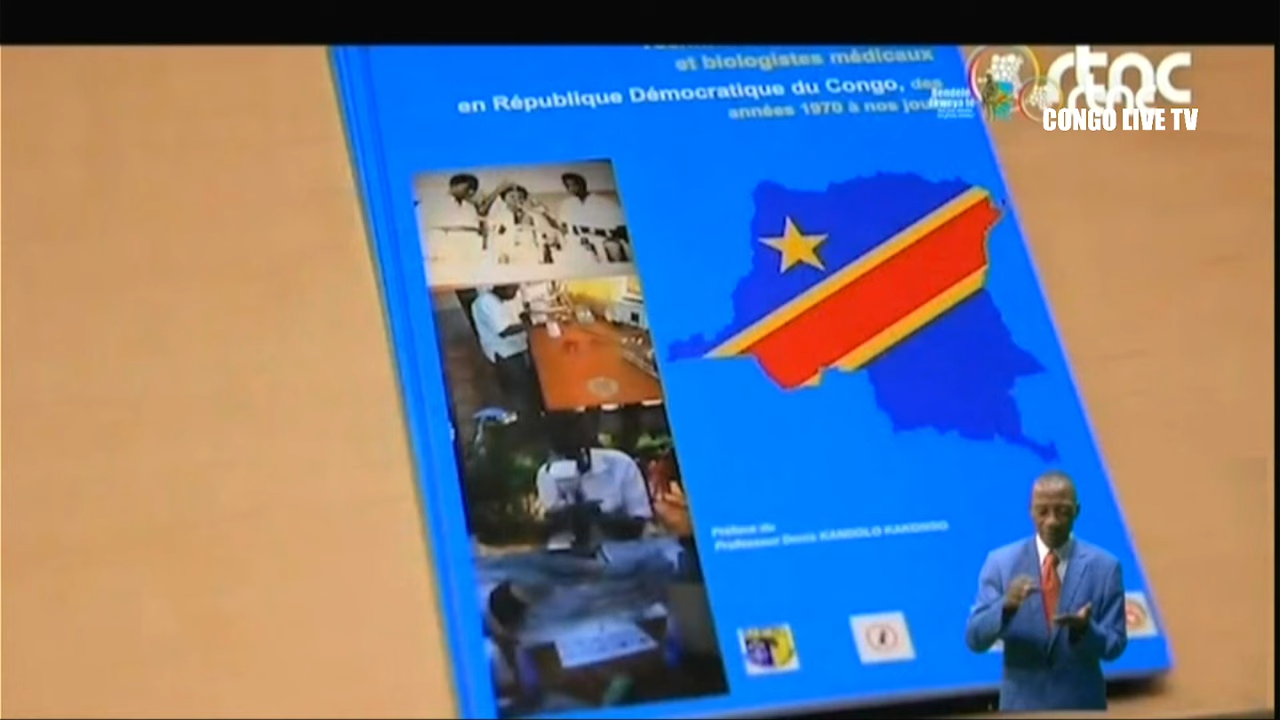 et biologistes médicaux
en République Démocratique du Congo, des
années 1970 à nos jours
rtnc
rtnc
CONGO LIVE TV
Préface du
Professeur Denis KANDOLO KAKONGO